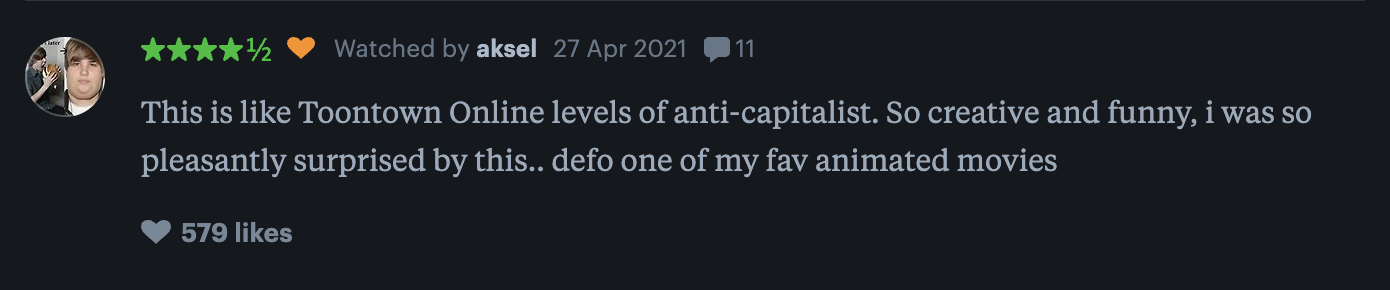 ★★★★½ Watched by aksel 27 Apr 2021 11
This is like Toontown Online levels of anti-capitalist. So creative and funny, i was so
pleasantly surprised by this.. defo one of my fav animated movies
579 likes